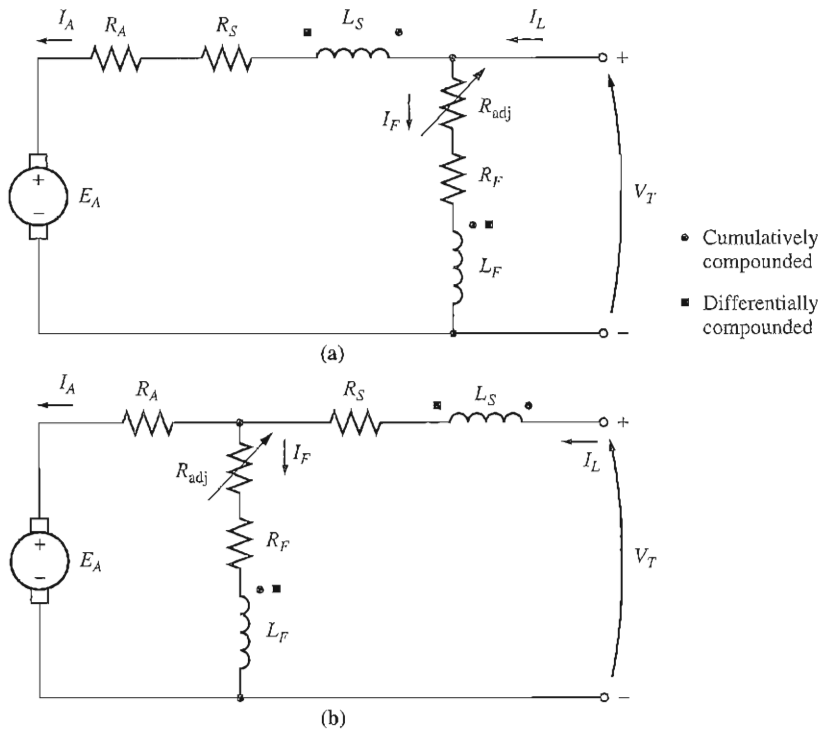 I_A R_A R_S L_S I_L
+
I_F R_adj
R_F
+
E_A
−
V_T
L_F
−
• Cumulatively
compounded
■ Differentially
compounded
(a)
I_A R_A R_S L_S
+
I_L
R_adj I_F
R_F
+
E_A
−
V_T
L_F
−
(b)